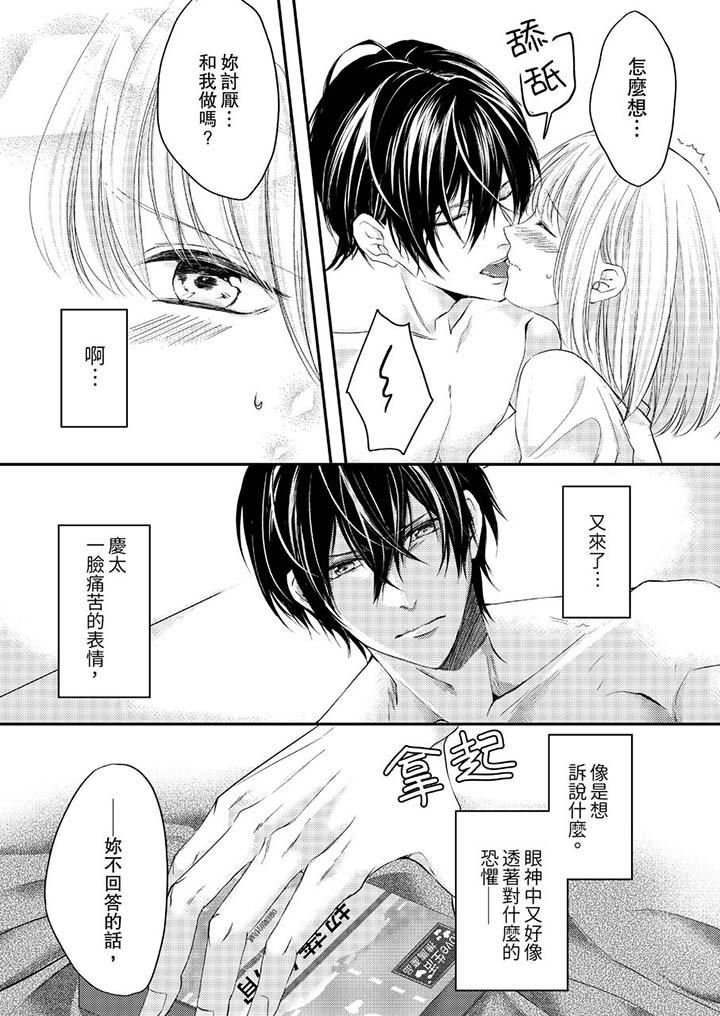 怎麼想…
舔
舐
妳討厭…
和我做嗎？
啊…
又來了…
慶太
一臉痛苦的表情，
像是想
訴說什麼。
眼神中又好像
透著對什麼的
恐懼——
拿起
——妳不回答的話，